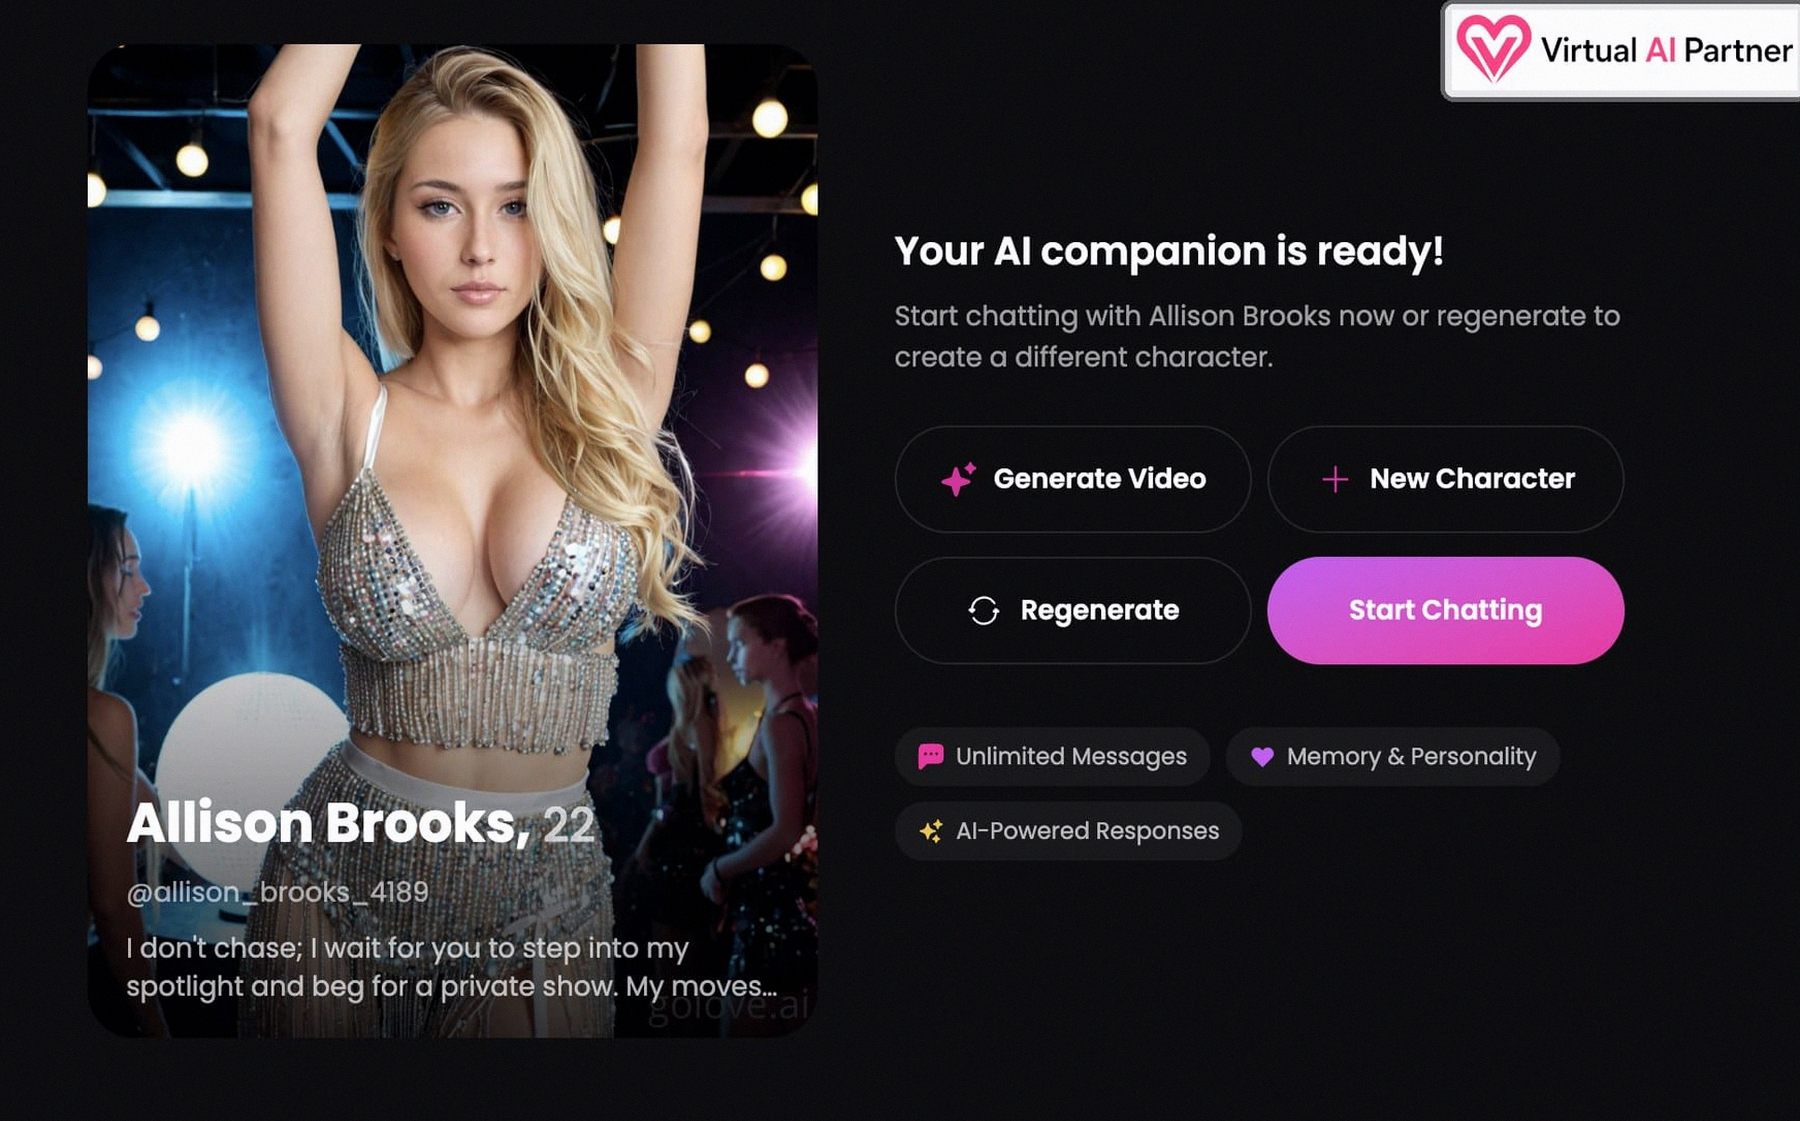 Virtual AI Partner
Your AI companion is ready!
Start chatting with Allison Brooks now or regenerate to
create a different character.
Generate Video
New Character
Regenerate
Start Chatting
Unlimited Messages
Memory & Personality
AI-Powered Responses
Allison Brooks, 22
@allison_brooks_4189
I don't chase; I wait for you to step into my
spotlight and beg for a private show. My moves...
golove.ai